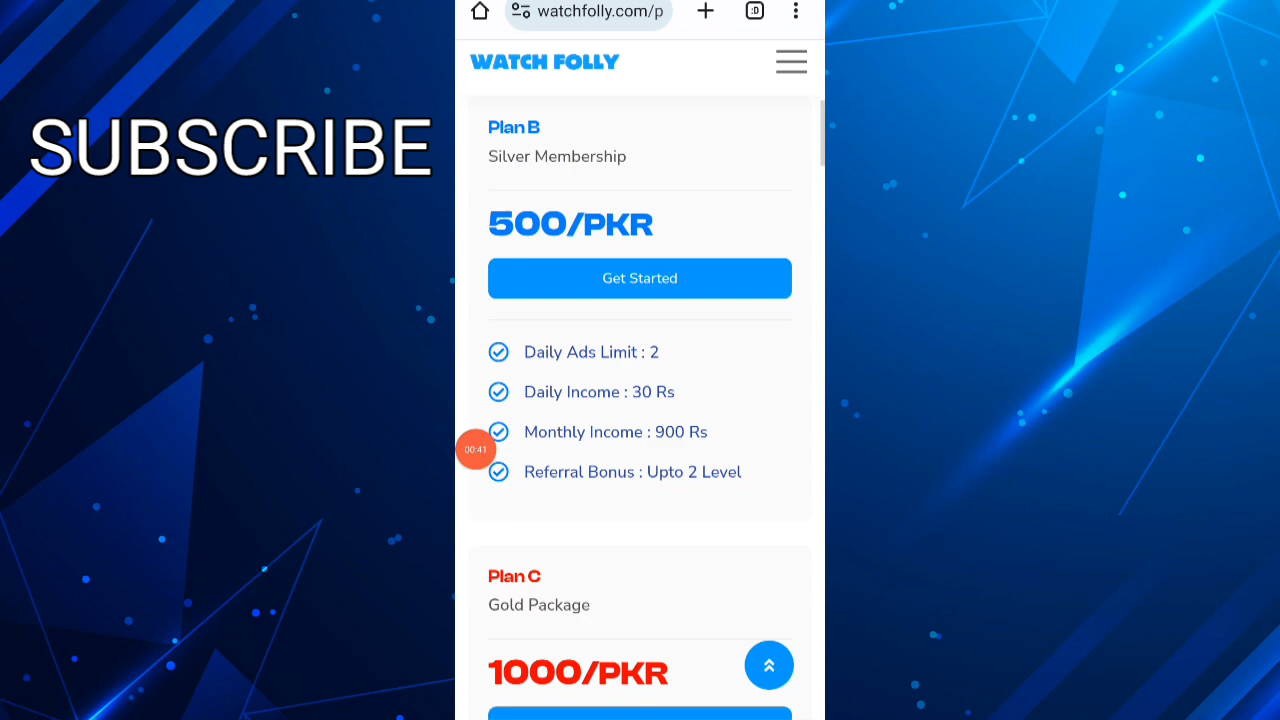 SUBSCRIBE
watchfolly.com/p
:D
WATCH FOLLY
Plan B
Silver Membership
500/PKR
Get Started
Daily Ads Limit : 2
Daily Income : 30 Rs
Monthly Income : 900 Rs
00:41
Referral Bonus : Upto 2 Level
Plan C
Gold Package
1000/PKR